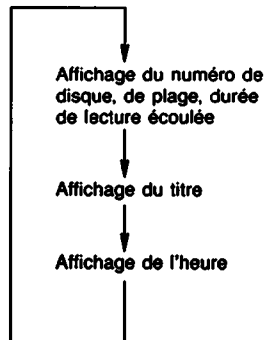 Affichage du numéro de
disque, de plage, durée
de lecture écoulée
Affichage du titre
Affichage de l'heure